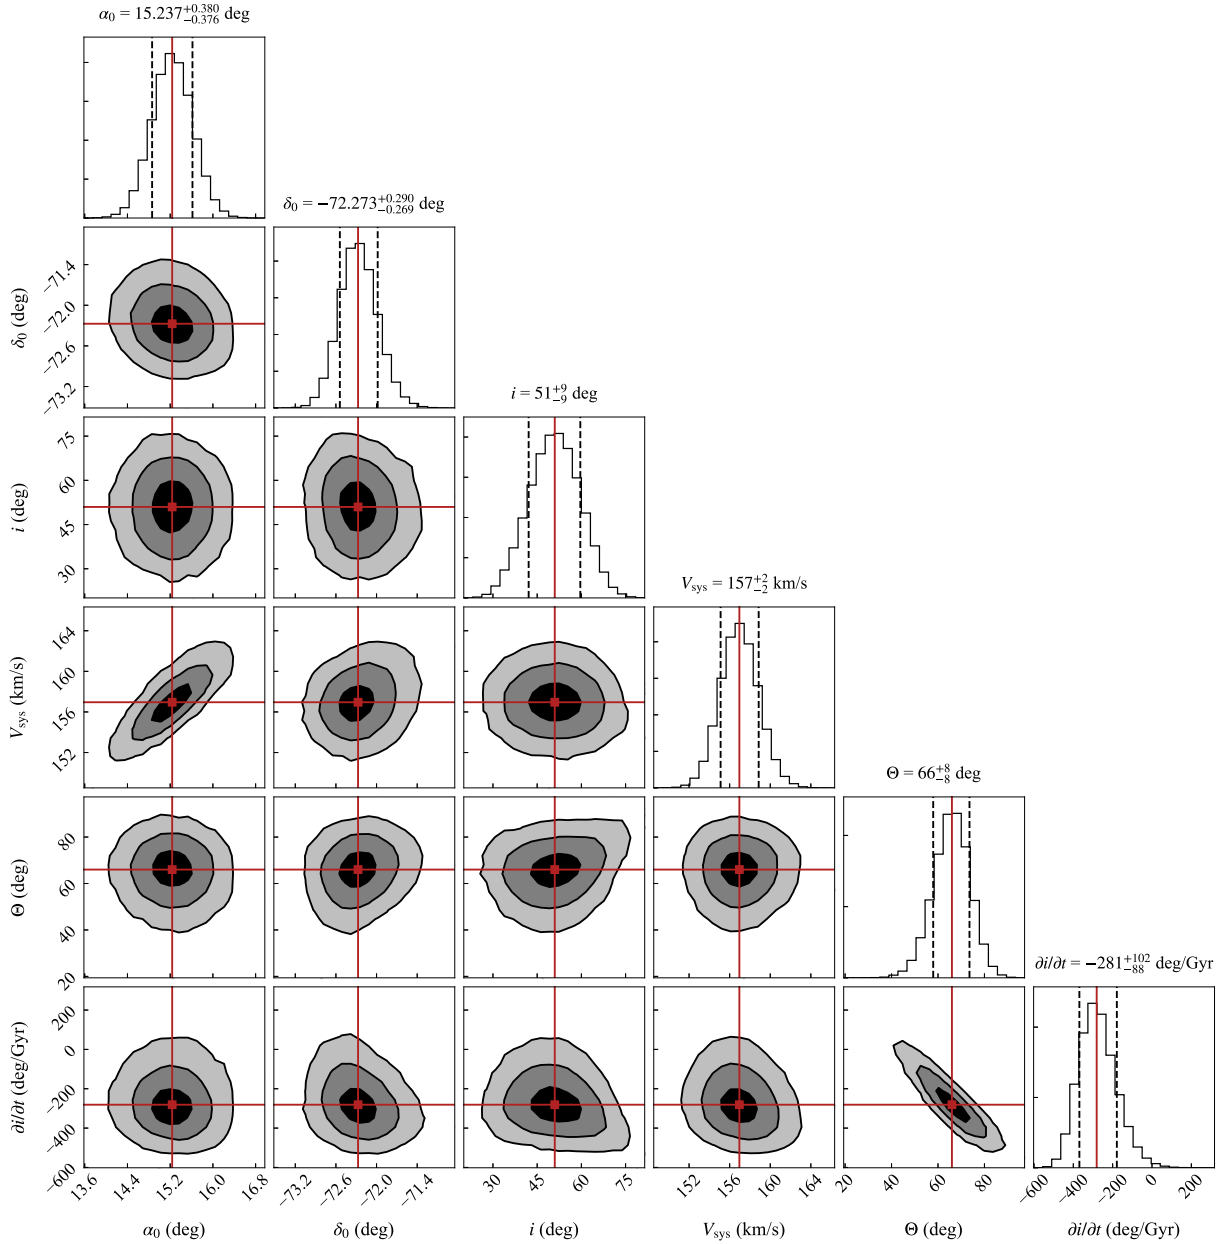 α₀ = 15.237 +0.380 −0.376 deg
δ₀ = −72.273 +0.290 −0.269 deg
δ₀ (deg)
−71.4
−72.0
−72.6
−73.2
i = 51 +9 −9 deg
i (deg)
75
60
45
30
V_sys = 157 +2 −2 km/s
V_sys (km/s)
164
160
156
152
Θ = 66 +8 −8 deg
Θ (deg)
80
60
40
20
∂i/∂t = −281 +102 −88 deg/Gyr
∂i/∂t (deg/Gyr)
200
0
−200
−400
−600
13.6 14.4 15.2 16.0 16.8
−73.2 −72.6 −72.0 −71.4
30 45 60 75
152 156 160 164
20 40 60 80
−600 −400 −200 0 200
α₀ (deg) δ₀ (deg) i (deg) V_sys (km/s) Θ (deg) ∂i/∂t (deg/Gyr)